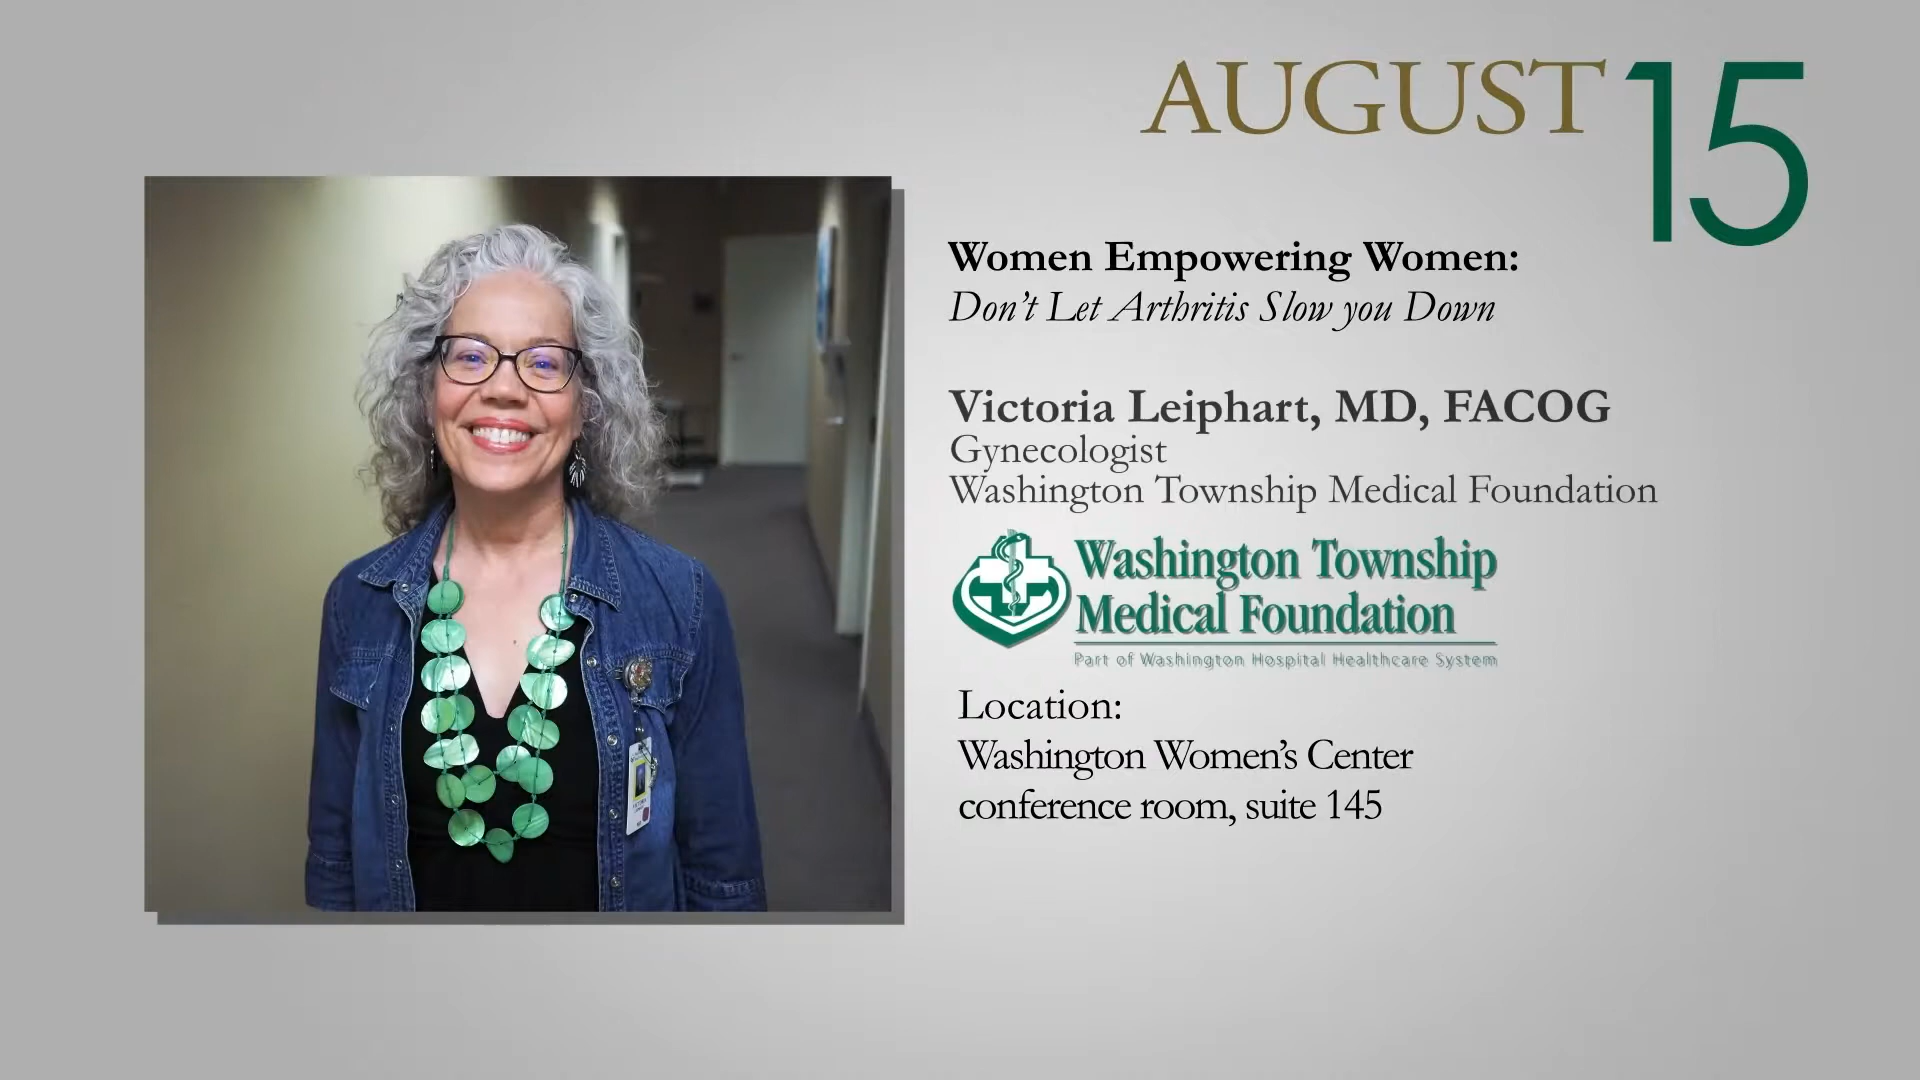 AUGUST 15
Women Empowering Women:
Don't Let Arthritis Slow you Down
Victoria Leiphart, MD, FACOG
Gynecologist
Washington Township Medical Foundation
Washington Township
Medical Foundation
Part of Washington Hospital Healthcare System
Location:
Washington Women's Center
conference room, suite 145